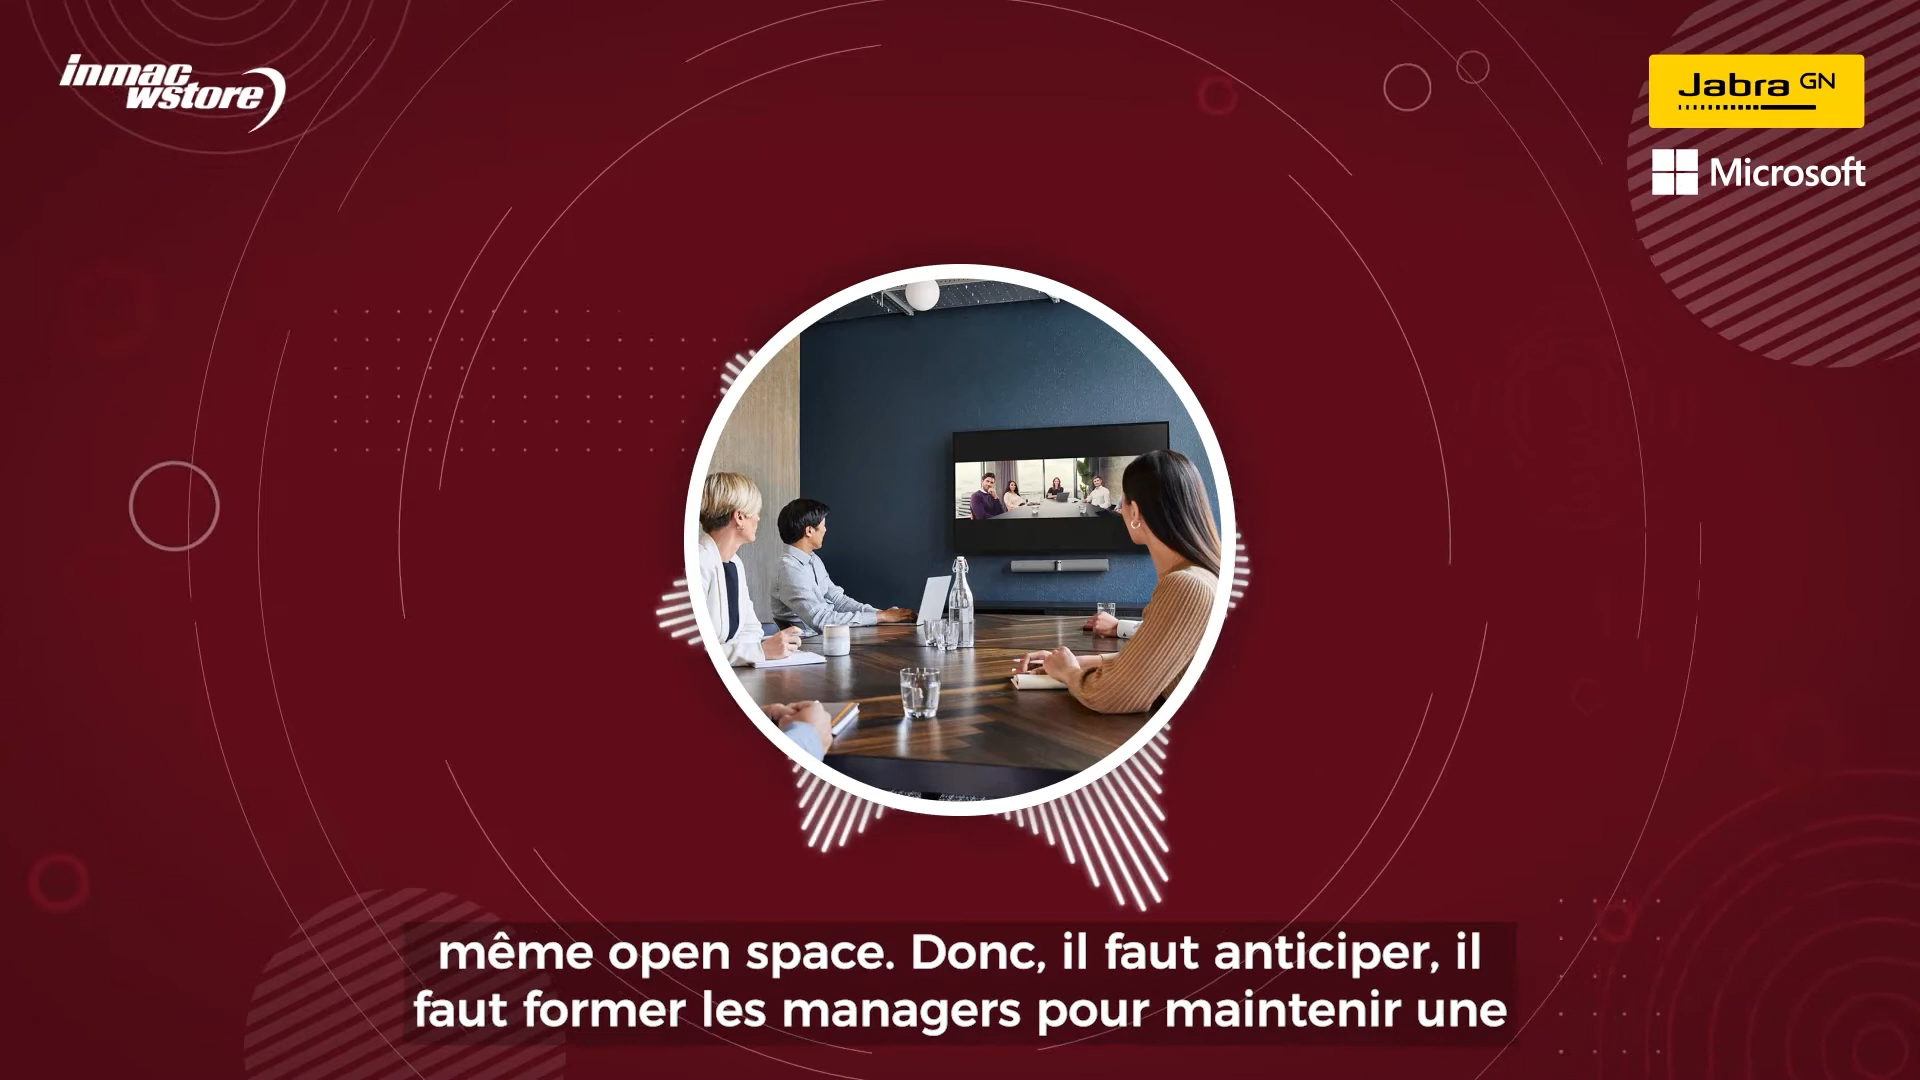 inmac
wstore
Jabra GN
Microsoft
même open space. Donc, il faut anticiper, il
faut former les managers pour maintenir une